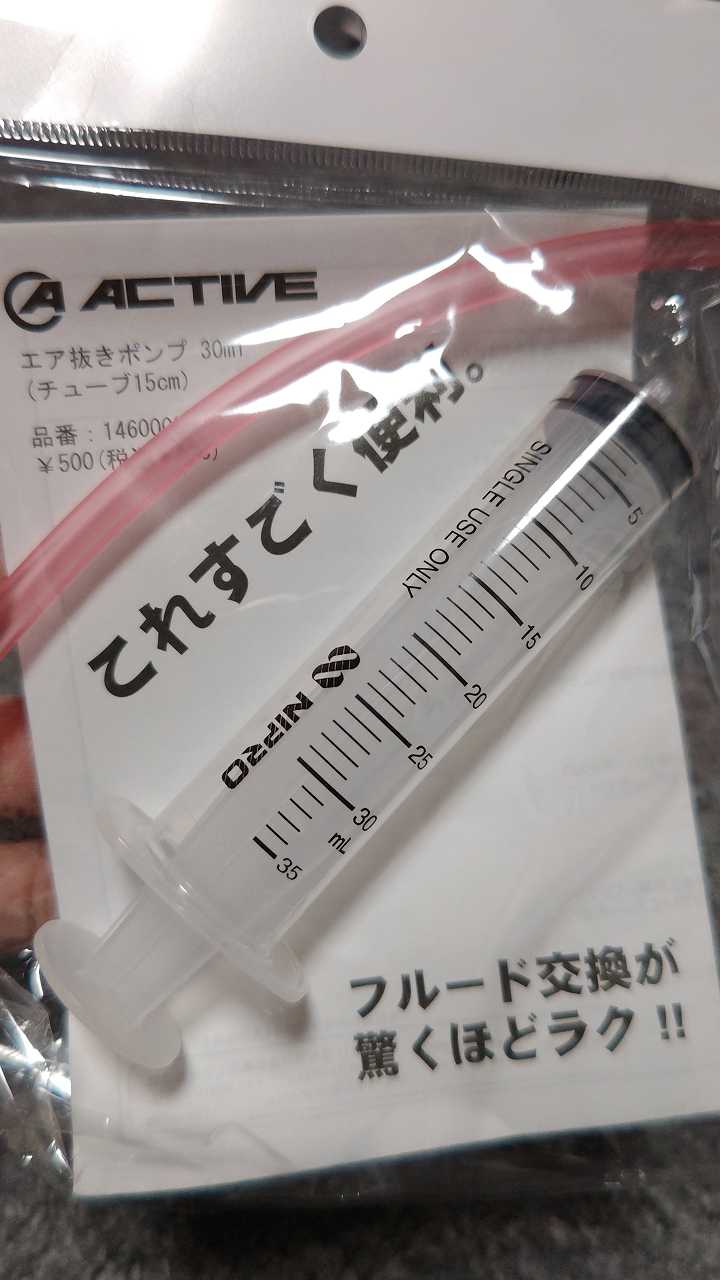 ACTIVE
エア抜きポンプ 30ml
(チューブ15cm)
品番:146000
¥500(税
これすごく便利。
SINGLE USE ONLY
NIPRO
5
10
15
20
25
30
mL
35
フルード交換が
驚くほどラク!!